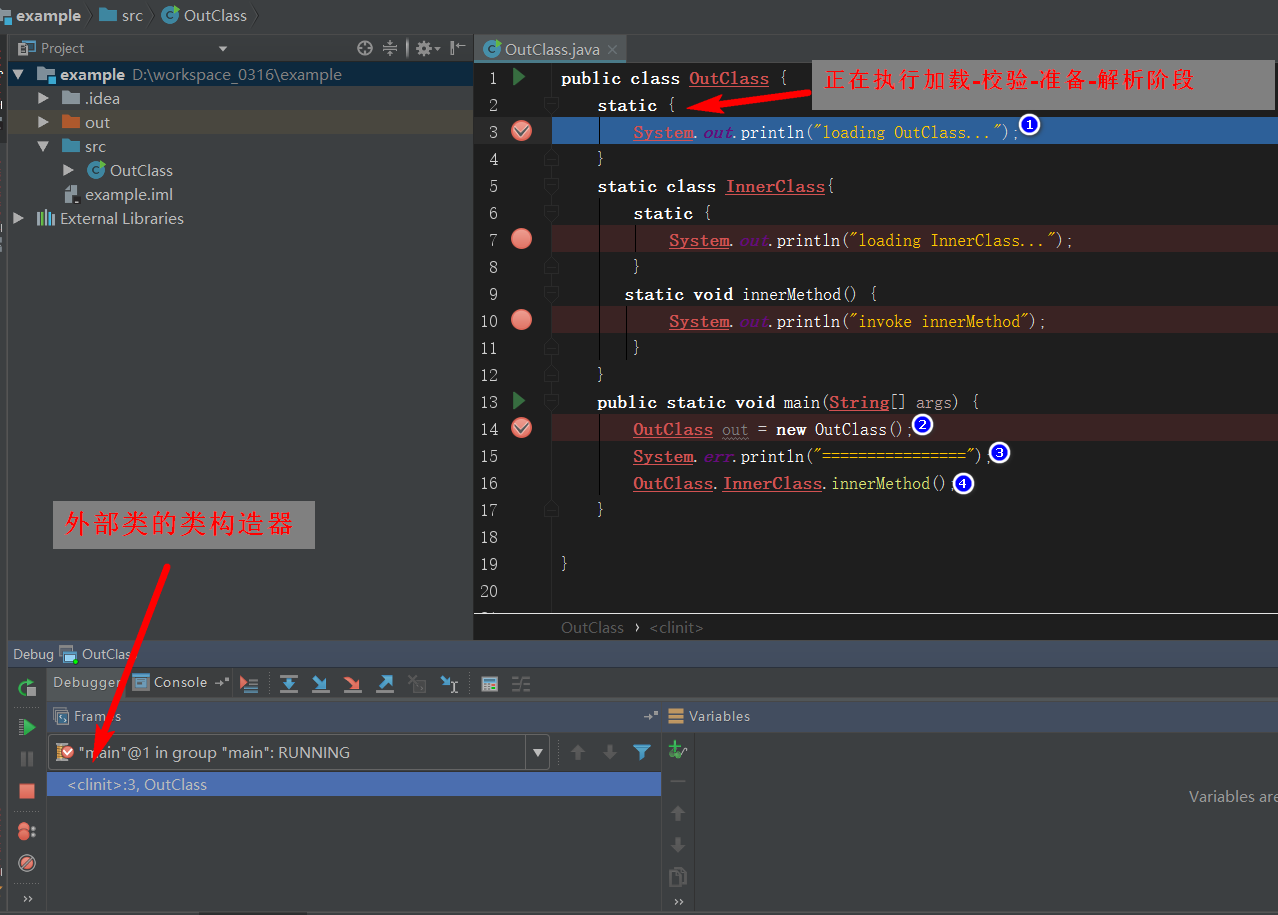 example src OutClass
Project
OutClass.java
example D:\workspace_0316\example
.idea
out
src
OutClass
example.iml
External Libraries
1 public class OutClass {
正在执行加载-校验-准备-解析阶段
2 static {
3 System.out.println("loading OutClass..."); 1
4 }
5 static class InnerClass{
6 static {
7 System.out.println("loading InnerClass...");
8 }
9 static void innerMethod() {
10 System.out.println("invoke innerMethod");
11 }
12 }
13 public static void main(String[] args) {
14 OutClass out = new OutClass(); 2
15 System.err.println("================"); 3
16 OutClass.InnerClass.innerMethod() 4
17 }
18
19 }
20
外部类的类构造器
OutClass › <clinit>
Debug OutClas
Debugger Console
Frames Variables
"main"@1 in group "main": RUNNING
<clinit>:3, OutClass
Variables are